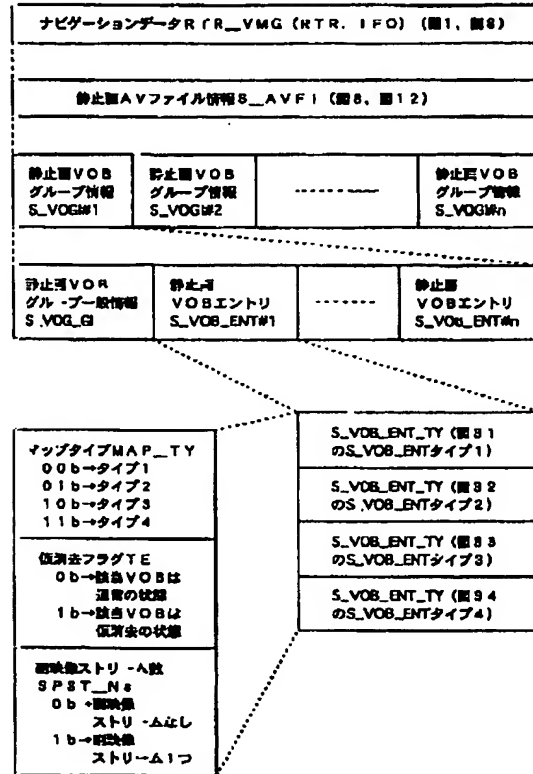 ナビゲーションデータRTR__VMG (RTR. IFO) (図1, 図8)
静止画AVファイル情報S__AVFI (図8, 図12)
静止画VOB
グループ情報
S_VOGI#1
静止画VOB
グループ情報
S_VOGI#2
静止画VOB
グループ情報
S_VOGI#n
静止画VOB
グループ一般情報
S_VOG_GI
静止画
VOBエントリ
S_VOB_ENT#1
静止画
VOBエントリ
S_VOB_ENT#n
S_VOB_ENT_TY (図31
のS_VOB_ENTタイプ1)
S_VOB_ENT_TY (図32
のS_VOB_ENTタイプ2)
S_VOB_ENT_TY (図33
のS_VOB_ENTタイプ3)
S_VOB_ENT_TY (図34
のS_VOB_ENTタイプ4)
マップタイプMAP__TY
00b→タイプ1
01b→タイプ2
10b→タイプ3
11b→タイプ4
仮消去フラグTE
0b→該当VOBは
通常の状態
1b→該当VOBは
仮消去の状態
副映像ストリーム数
SPST__Ns
0b→副映像
ストリームなし
1b→副映像
ストリーム1つ